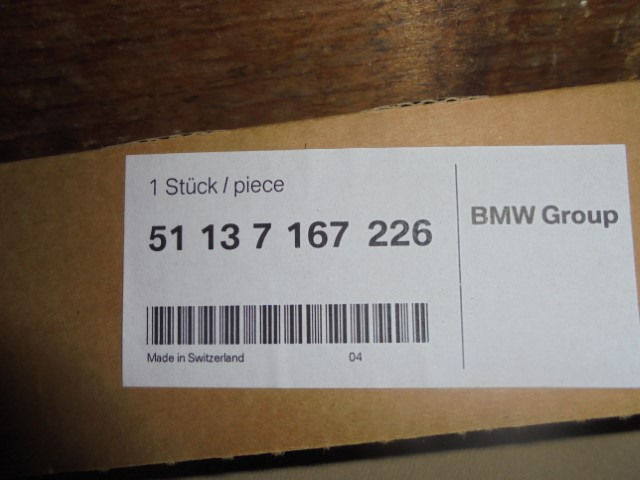 1 Stück / piece
51 13 7 167 226
BMW Group
Made in Switzerland 04